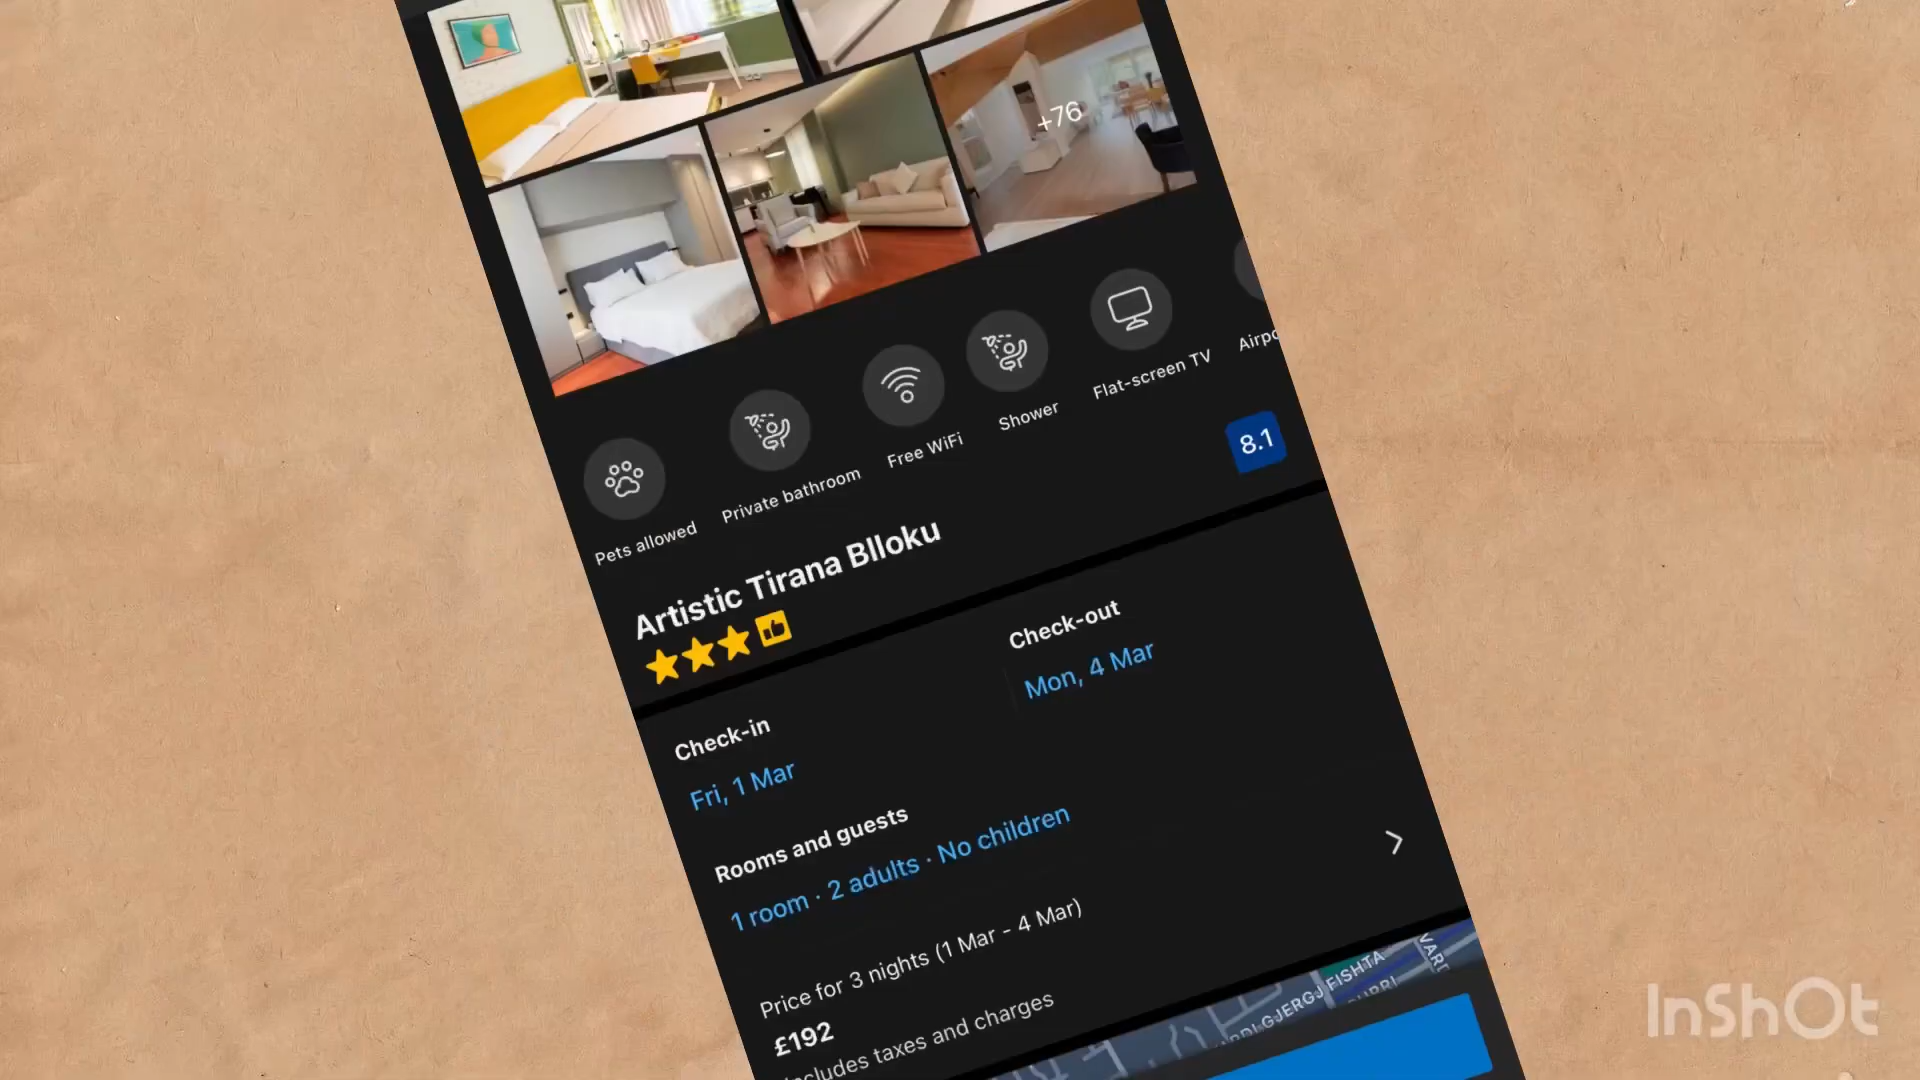 +76
Pets allowed
Private bathroom
Free WiFi
Shower
Flat-screen TV
8.1
Artistic Tirana Blloku
Check-in
Fri, 1 Mar
Check-out
Mon, 4 Mar
Rooms and guests
1 room · 2 adults · No children
Price for 3 nights (1 Mar - 4 Mar)
£192
taxes and charges
GJERGJ FISHTA
InShOt